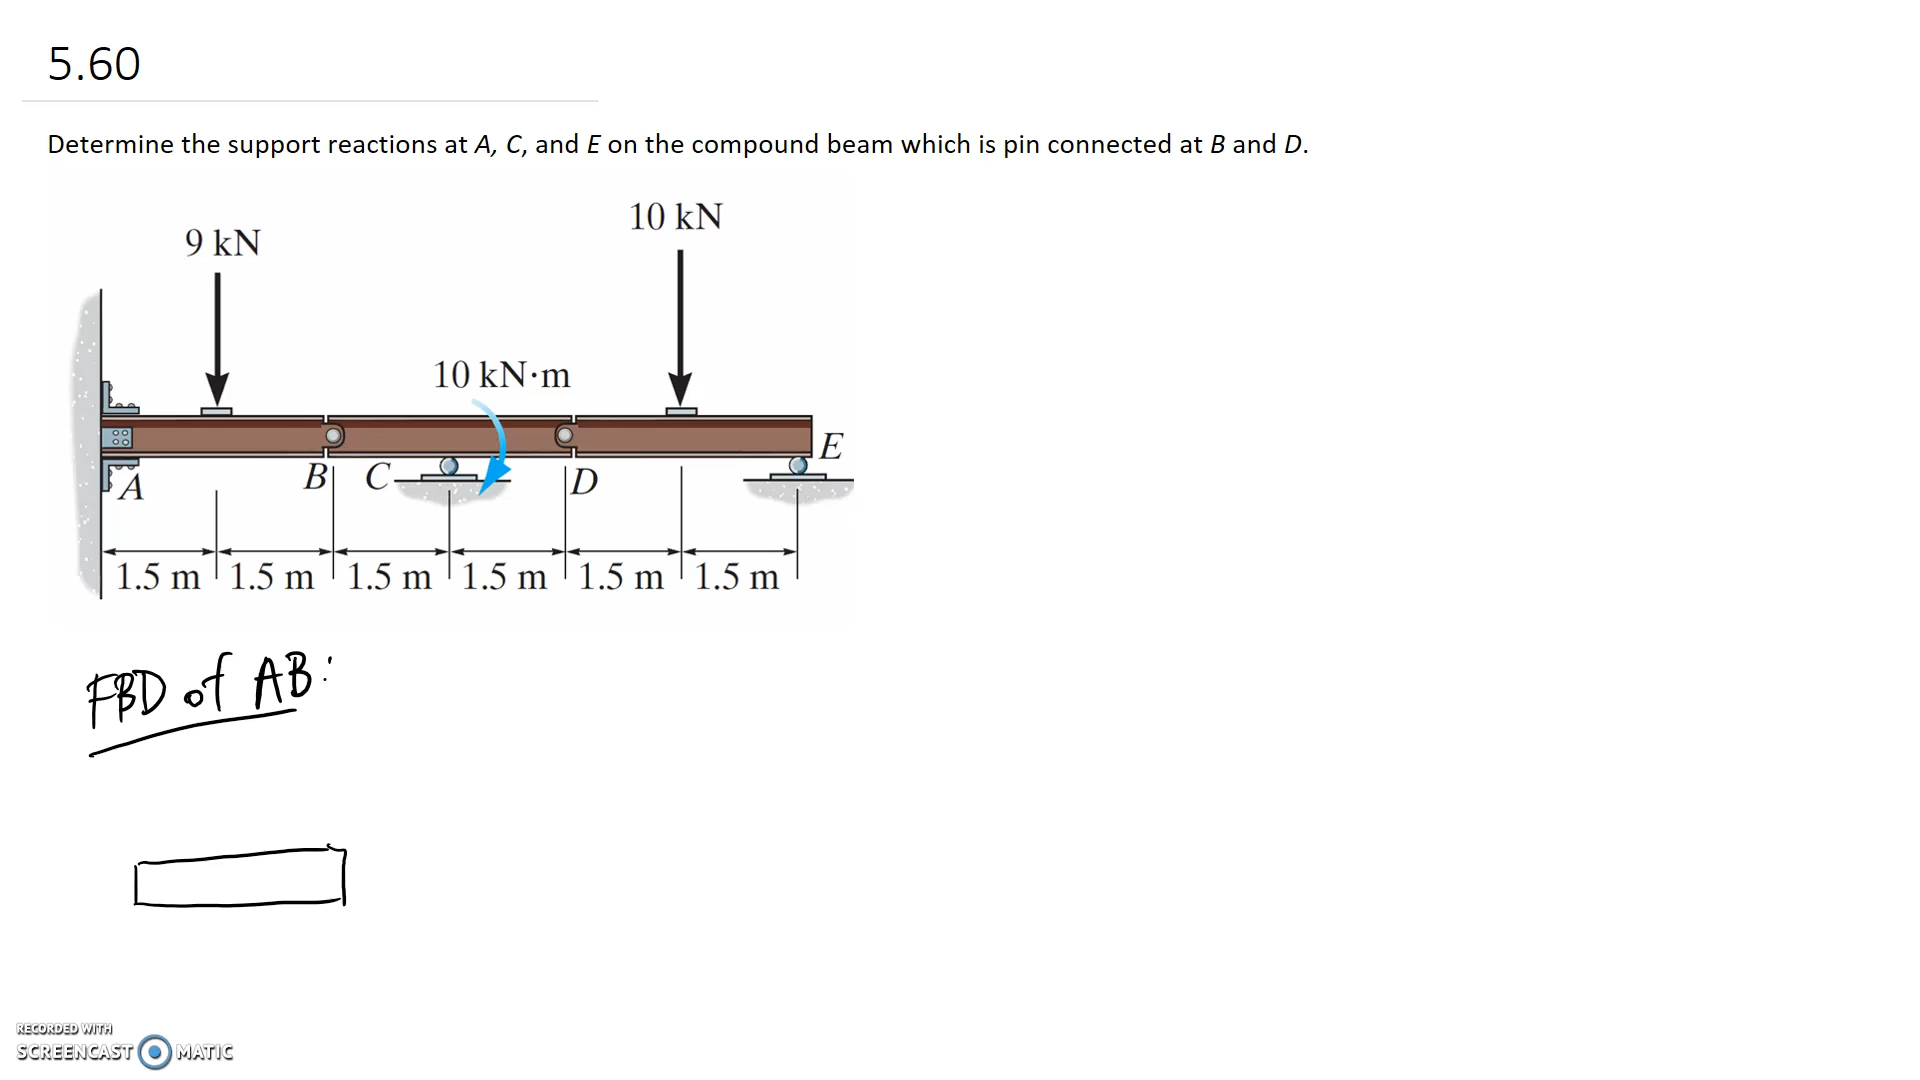 5.60
Determine the support reactions at A, C, and E on the compound beam which is pin connected at B and D.
10 kN
9 kN
10 kN·m
A
B
C
D
E
1.5 m 1.5 m 1.5 m 1.5 m 1.5 m 1.5 m
FBD of AB:
RECORDED WITH
SCREENCAST MATIC